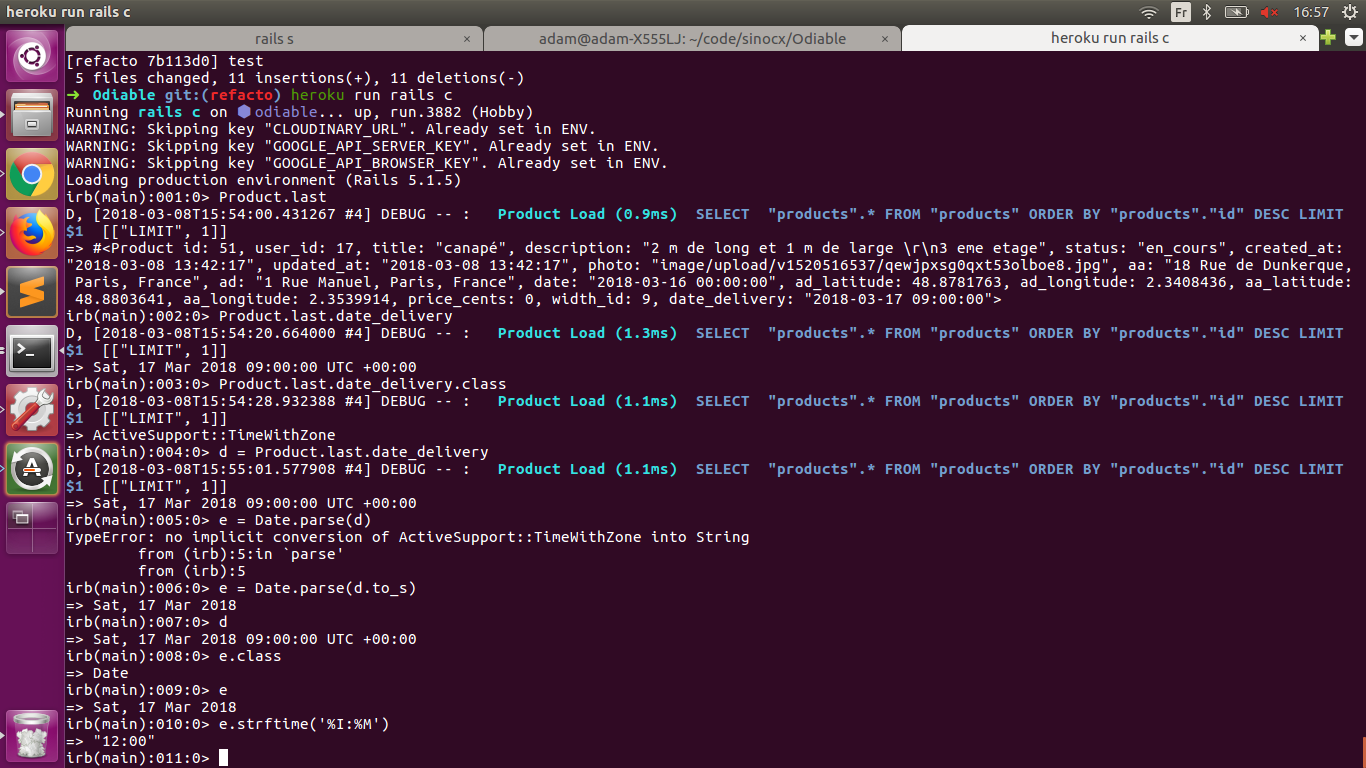 heroku run rails c
Fr
16:57
rails s ×
adam@adam-X555LJ: ~/code/sinocx/Odiable ×
heroku run rails c ×
[refacto 7b113d0] test
 5 files changed, 11 insertions(+), 11 deletions(-)
➜  Odiable git:(refacto) heroku run rails c
Running rails c on ⬢ odiable... up, run.3882 (Hobby)
WARNING: Skipping key "CLOUDINARY_URL". Already set in ENV.
WARNING: Skipping key "GOOGLE_API_SERVER_KEY". Already set in ENV.
WARNING: Skipping key "GOOGLE_API_BROWSER_KEY". Already set in ENV.
Loading production environment (Rails 5.1.5)
irb(main):001:0> Product.last
D, [2018-03-08T15:54:00.431267 #4] DEBUG -- :   Product Load (0.9ms)  SELECT  "products".* FROM "products" ORDER BY "products"."id" DESC LIMIT
$1  [["LIMIT", 1]]
=> #<Product id: 51, user_id: 17, title: "canapé", description: "2 m de long et 1 m de large \r\n3 eme etage", status: "en_cours", created_at:
"2018-03-08 13:42:17", updated_at: "2018-03-08 13:42:17", photo: "image/upload/v1520516537/qewjpxsg0qxt53olboe8.jpg", aa: "18 Rue de Dunkerque,
 Paris, France", ad: "1 Rue Manuel, Paris, France", date: "2018-03-16 00:00:00", ad_latitude: 48.8781763, ad_longitude: 2.3408436, aa_latitude:
 48.8803641, aa_longitude: 2.3539914, price_cents: 0, width_id: 9, date_delivery: "2018-03-17 09:00:00">
irb(main):002:0> Product.last.date_delivery
D, [2018-03-08T15:54:20.664000 #4] DEBUG -- :   Product Load (1.3ms)  SELECT  "products".* FROM "products" ORDER BY "products"."id" DESC LIMIT
$1  [["LIMIT", 1]]
=> Sat, 17 Mar 2018 09:00:00 UTC +00:00
irb(main):003:0> Product.last.date_delivery.class
D, [2018-03-08T15:54:28.932388 #4] DEBUG -- :   Product Load (1.1ms)  SELECT  "products".* FROM "products" ORDER BY "products"."id" DESC LIMIT
$1  [["LIMIT", 1]]
=> ActiveSupport::TimeWithZone
irb(main):004:0> d = Product.last.date_delivery
D, [2018-03-08T15:55:01.577908 #4] DEBUG -- :   Product Load (1.1ms)  SELECT  "products".* FROM "products" ORDER BY "products"."id" DESC LIMIT
$1  [["LIMIT", 1]]
=> Sat, 17 Mar 2018 09:00:00 UTC +00:00
irb(main):005:0> e = Date.parse(d)
TypeError: no implicit conversion of ActiveSupport::TimeWithZone into String
        from (irb):5:in `parse'
        from (irb):5
irb(main):006:0> e = Date.parse(d.to_s)
=> Sat, 17 Mar 2018
irb(main):007:0> d
=> Sat, 17 Mar 2018 09:00:00 UTC +00:00
irb(main):008:0> e.class
=> Date
irb(main):009:0> e
=> Sat, 17 Mar 2018
irb(main):010:0> e.strftime('%I:%M')
=> "12:00"
irb(main):011:0>